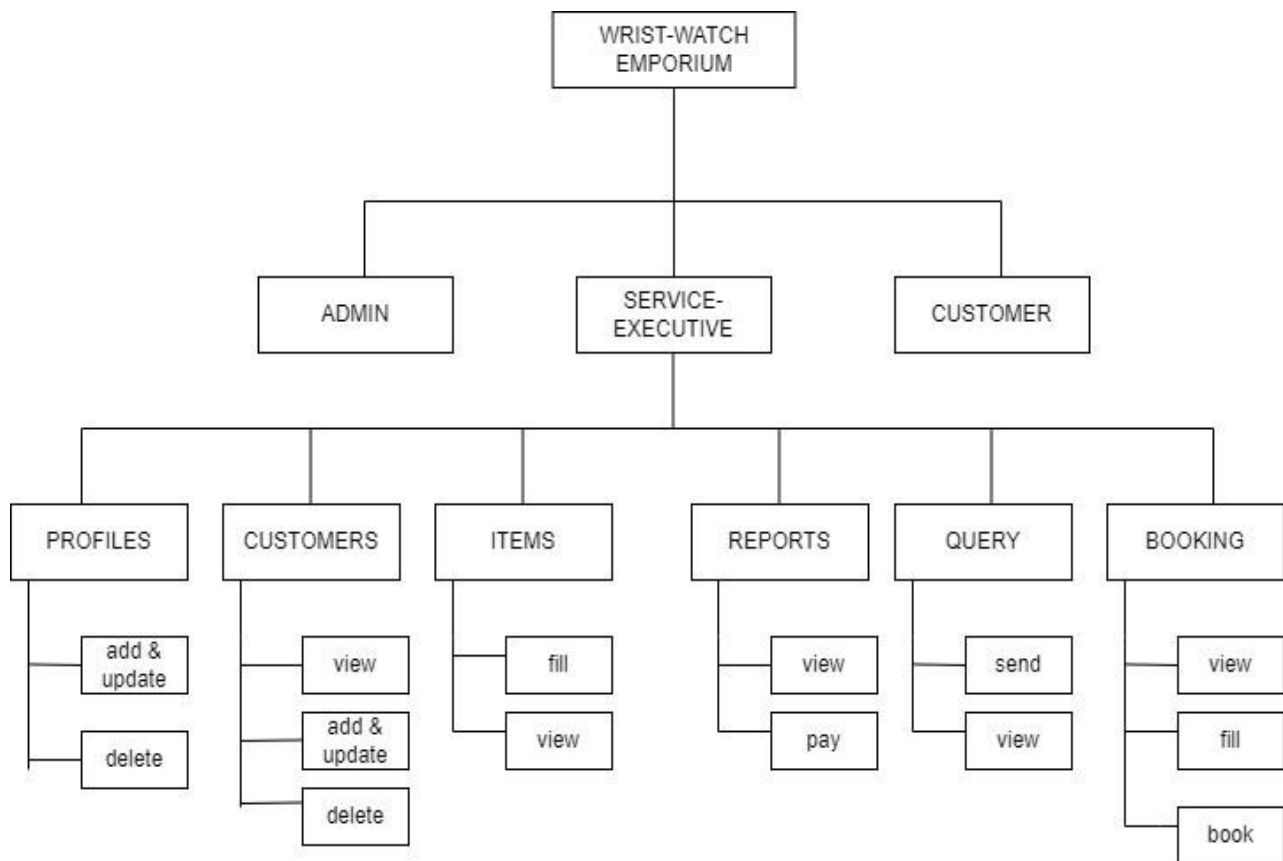 WRIST-WATCH
EMPORIUM
ADMIN
SERVICE-
EXECUTIVE
CUSTOMER
PROFILES
CUSTOMERS
ITEMS
REPORTS
QUERY
BOOKING
add &
update
delete
view
add &
update
delete
fill
view
view
pay
send
view
view
fill
book